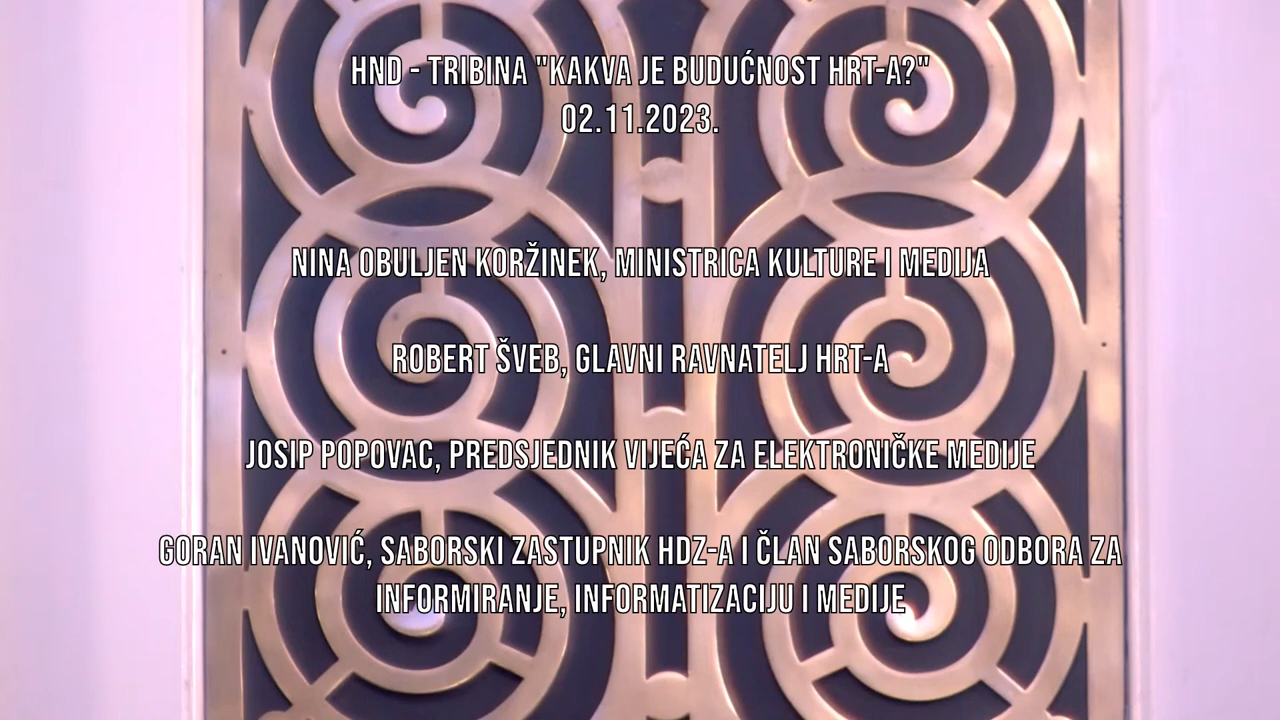 HND - TRIBINA "KAKVA JE BUDUĆNOST HRT-A?"
02.11.2023.
NINA OBULJEN KORŽINEK, MINISTRICA KULTURE I MEDIJA
ROBERT ŠVEB, GLAVNI RAVNATELJ HRT-A
JOSIP POPOVAC, PREDSJEDNIK VIJEĆA ZA ELEKTRONIČKE MEDIJE
GORAN IVANOVIĆ, SABORSKI ZASTUPNIK HDZ-A I ČLAN SABORSKOG ODBORA ZA
INFORMIRANJE, INFORMATIZACIJU I MEDIJE